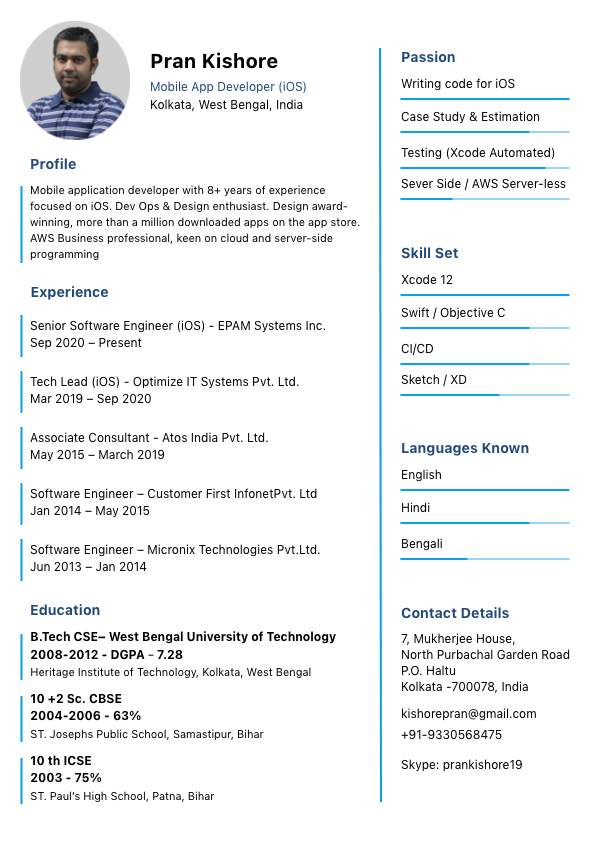 Pran Kishore
Mobile App Developer (iOS)
Kolkata, West Bengal, India
Profile
Mobile application developer with 8+ years of experience
focused on iOS. Dev Ops & Design enthusiast. Design award-
winning, more than a million downloaded apps on the app store.
AWS Business professional, keen on cloud and server-side
programming
Experience
Senior Software Engineer (iOS) - EPAM Systems Inc.
Sep 2020 – Present
Tech Lead (iOS) - Optimize IT Systems Pvt. Ltd.
Mar 2019 – Sep 2020
Associate Consultant - Atos India Pvt. Ltd.
May 2015 – March 2019
Software Engineer – Customer First InfonetPvt. Ltd
Jan 2014 – May 2015
Software Engineer – Micronix Technologies Pvt.Ltd.
Jun 2013 – Jan 2014
Education
B.Tech CSE– West Bengal University of Technology
2008-2012 - DGPA – 7.28
Heritage Institute of Technology, Kolkata, West Bengal
10 +2 Sc. CBSE
2004-2006 - 63%
ST. Josephs Public School, Samastipur, Bihar
10 th ICSE
2003 - 75%
ST. Paul's High School, Patna, Bihar
Passion
Writing code for iOS
Case Study & Estimation
Testing (Xcode Automated)
Sever Side / AWS Server-less
Skill Set
Xcode 12
Swift / Objective C
CI/CD
Sketch / XD
Languages Known
English
Hindi
Bengali
Contact Details
7, Mukherjee House,
North Purbachal Garden Road
P.O. Haltu
Kolkata -700078, India
kishorepran@gmail.com
+91-9330568475
Skype: prankishore19